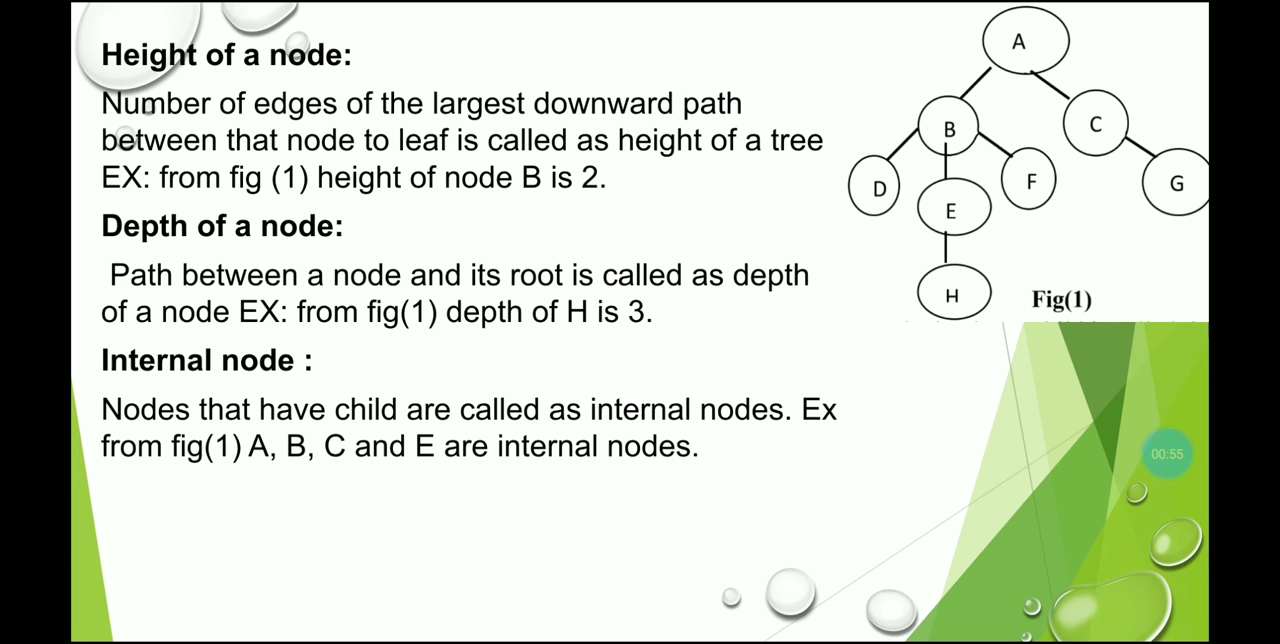 Height of a node:
Number of edges of the largest downward path
between that node to leaf is called as height of a tree
EX: from fig (1) height of node B is 2.
Depth of a node:
Path between a node and its root is called as depth
of a node EX: from fig(1) depth of H is 3.
Internal node :
Nodes that have child are called as internal nodes. Ex
from fig(1) A, B, C and E are internal nodes.
A
B
C
D
E
F
G
H
Fig(1)
00:55